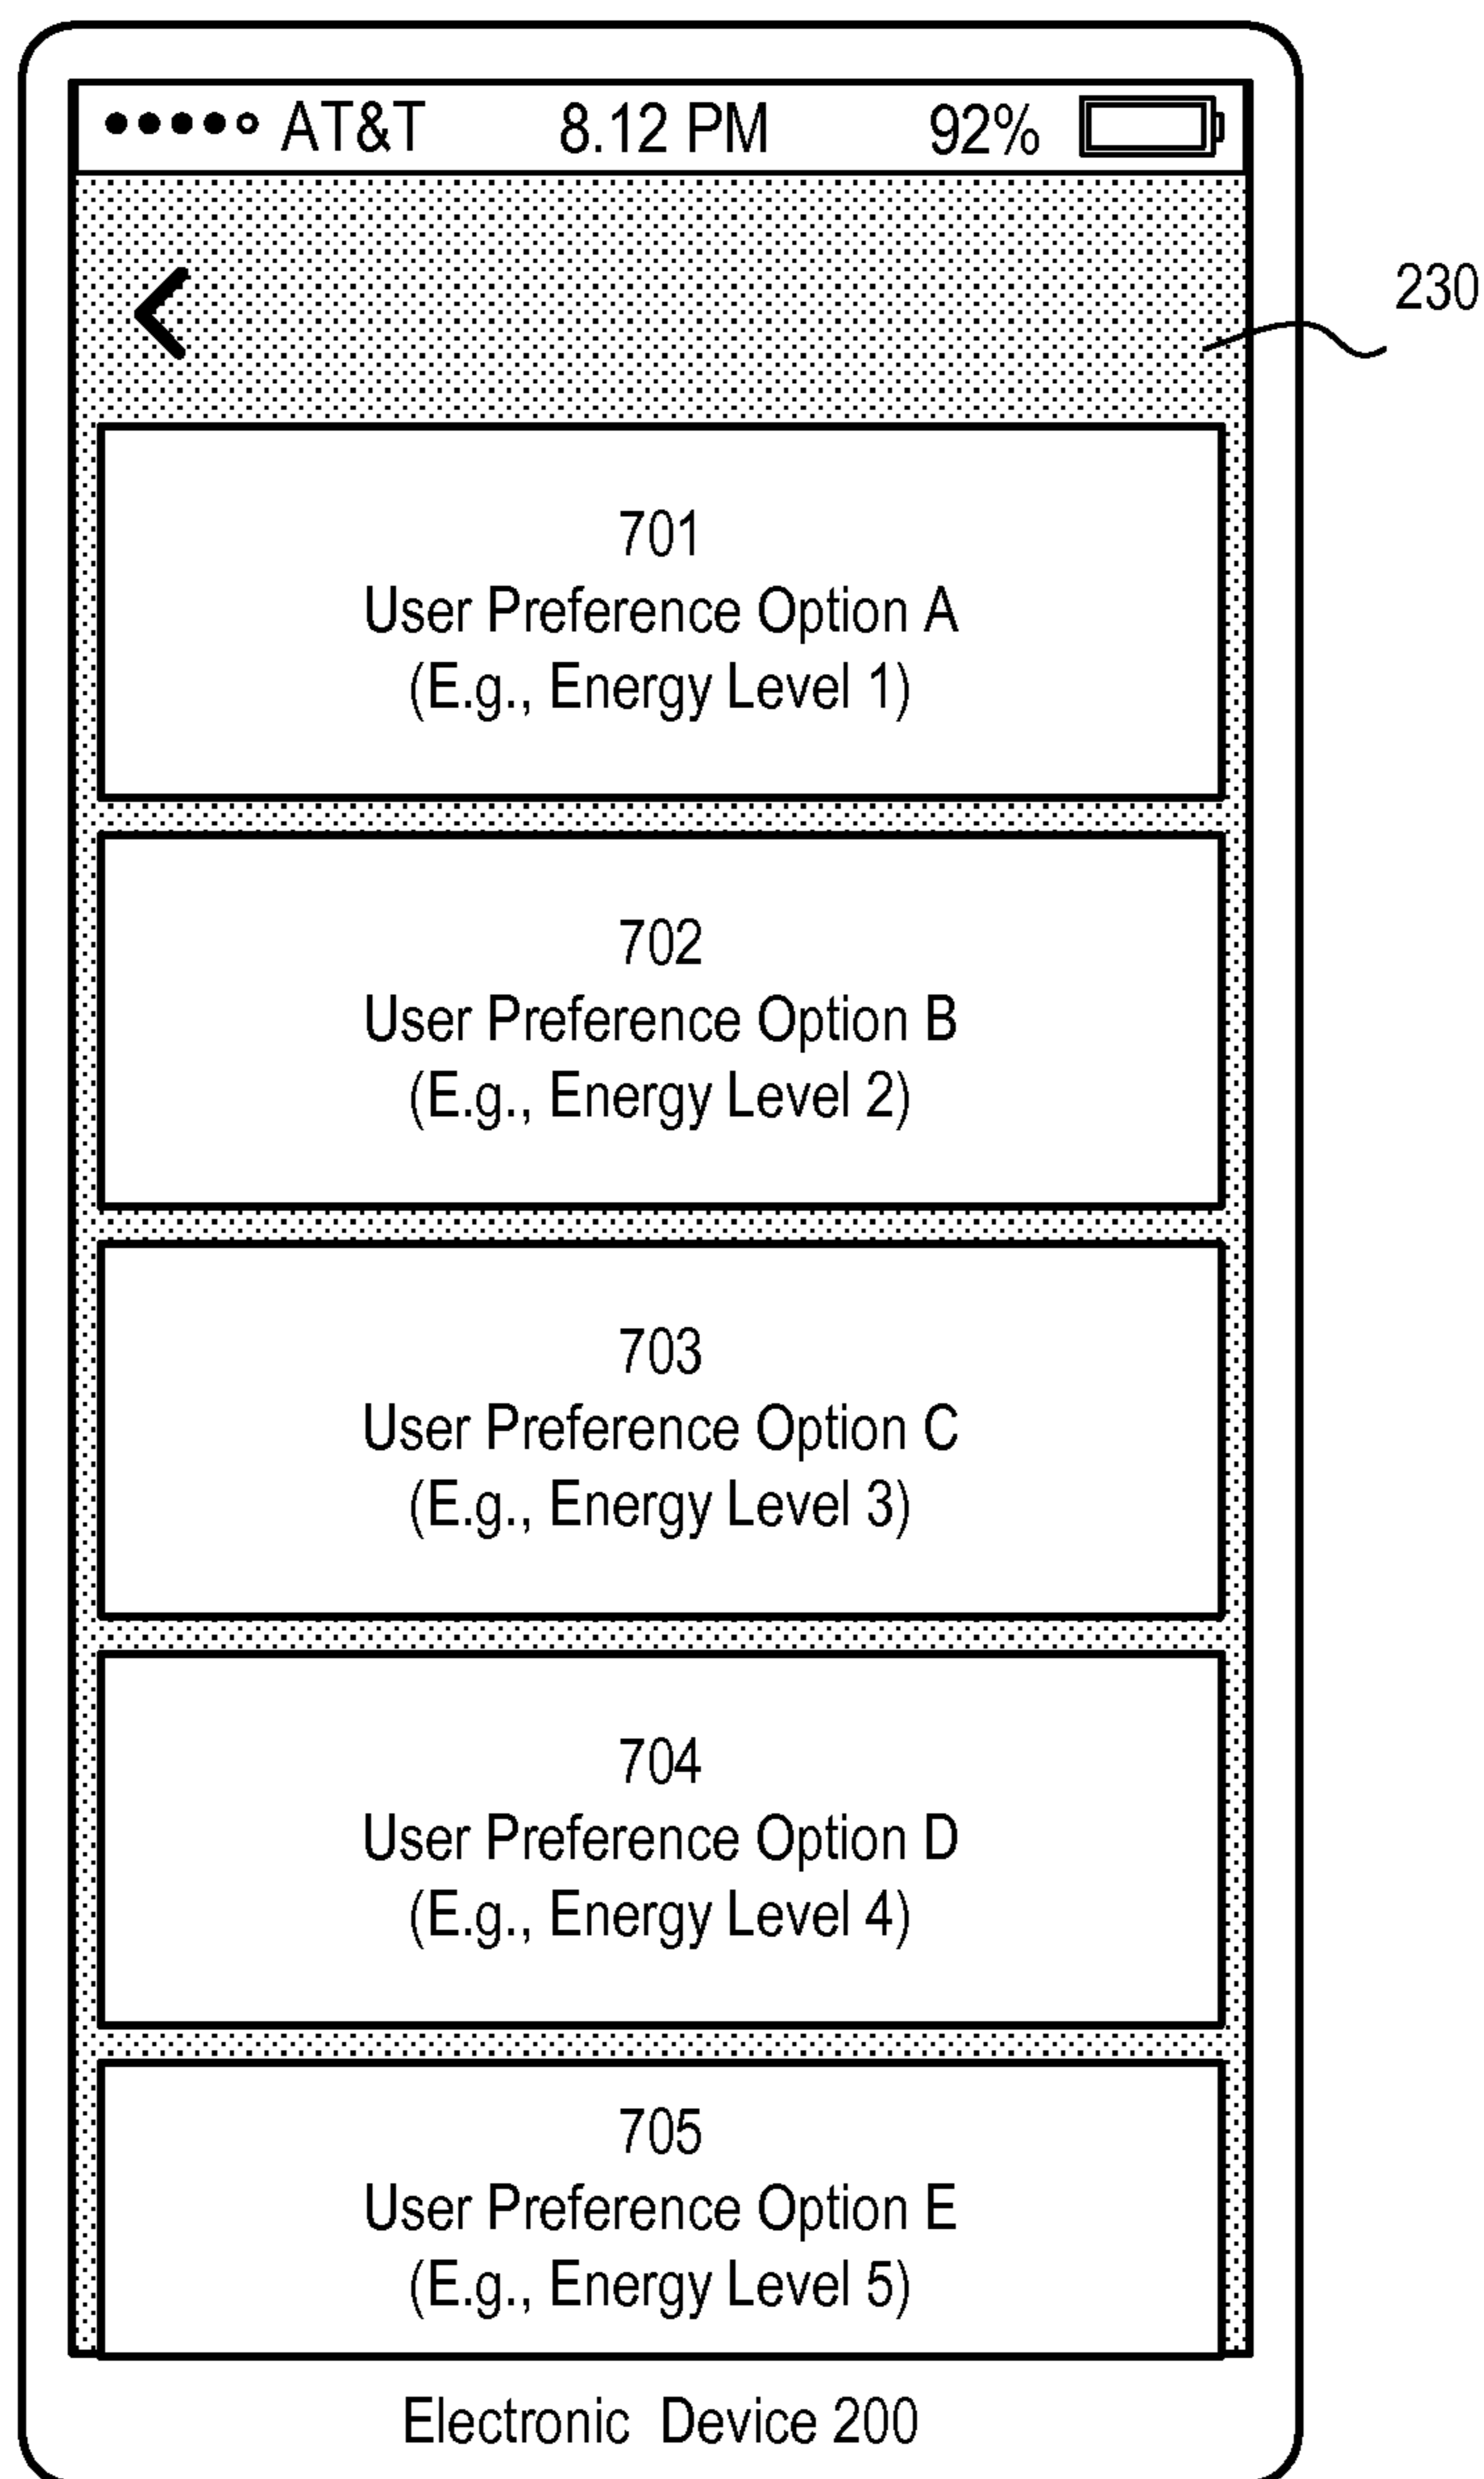 AT&T 8.12 PM 92%
230
701
User Preference Option A
(E.g., Energy Level 1)
702
User Preference Option B
(E.g., Energy Level 2)
703
User Preference Option C
(E.g., Energy Level 3)
704
User Preference Option D
(E.g., Energy Level 4)
705
User Preference Option E
(E.g., Energy Level 5)
Electronic Device 200